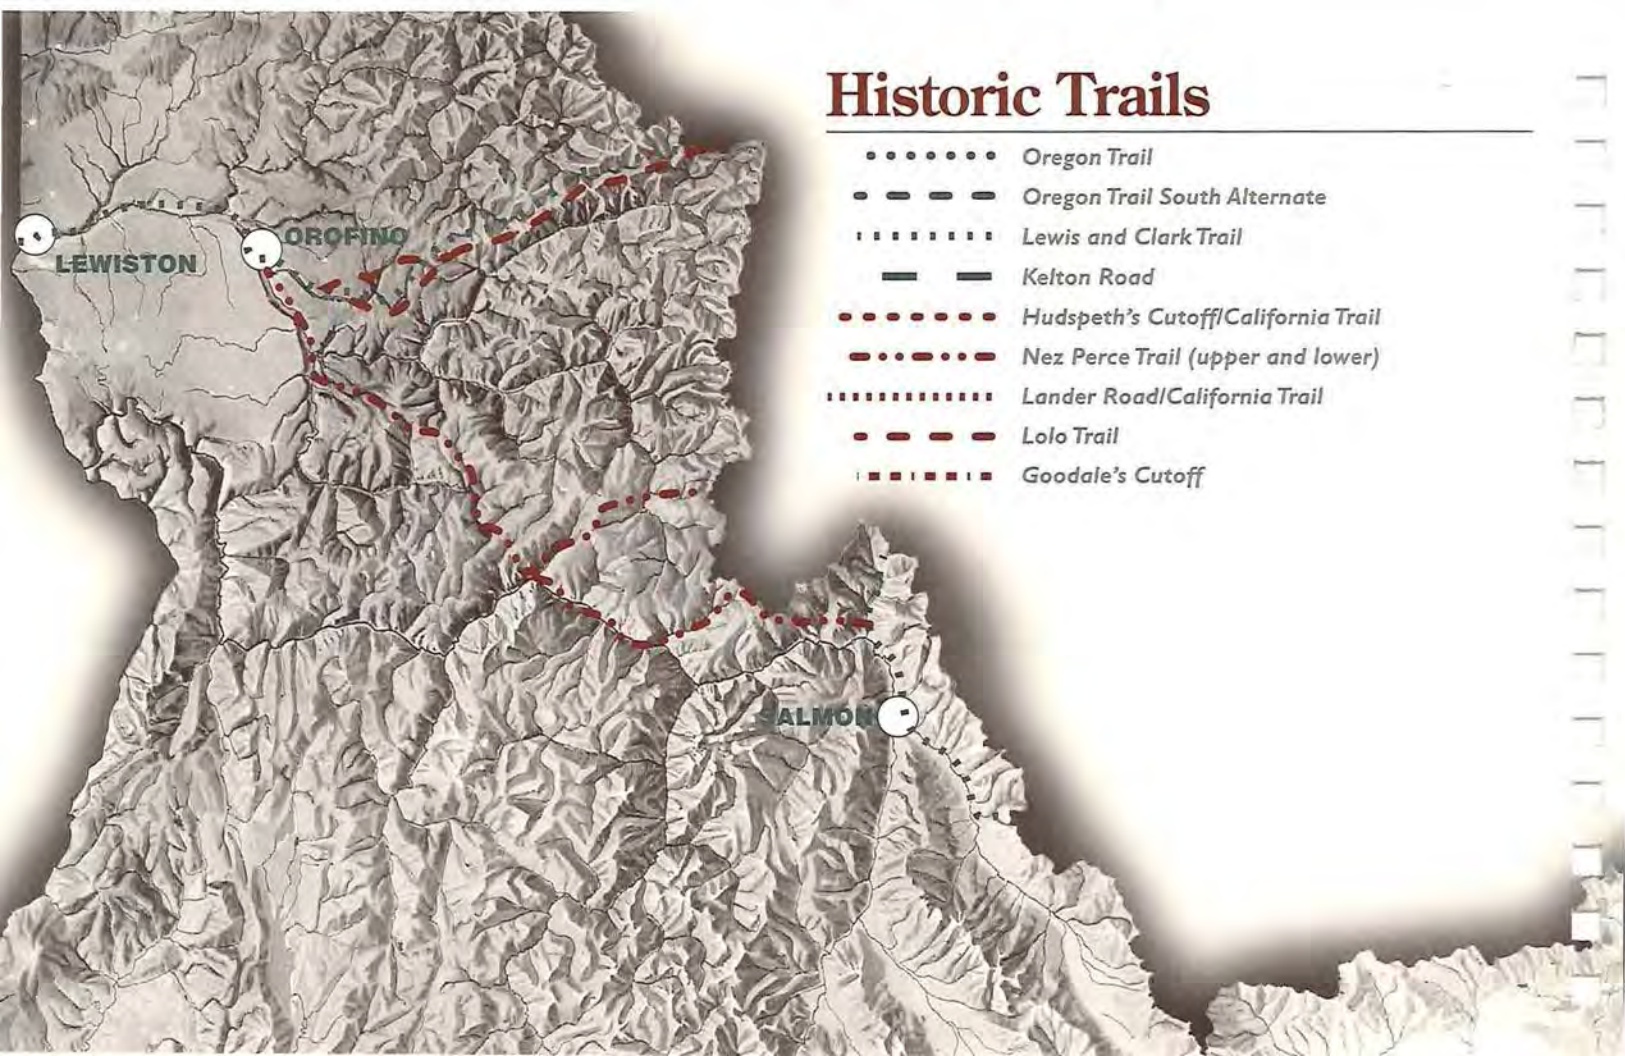 Historic Trails
Oregon Trail
Oregon Trail South Alternate
Lewis and Clark Trail
Kelton Road
Hudspeth's Cutoff/California Trail
Nez Perce Trail (upper and lower)
Lander Road/California Trail
Lolo Trail
Goodale's Cutoff
OROFINO
LEWISTON
SALMON